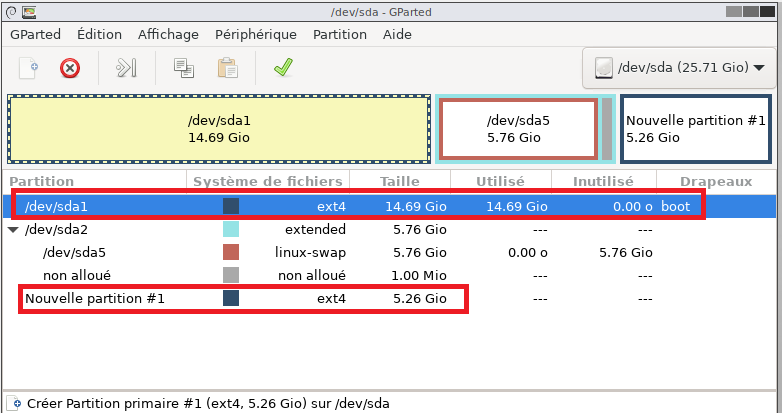 /dev/sda - GParted
GParted Édition Affichage Périphérique Partition Aide
/dev/sda (25.71 Gio)
/dev/sda1
14.69 Gio
/dev/sda5
5.76 Gio
Nouvelle partition #1
5.26 Gio
Partition Système de fichiers Taille Utilisé Inutilisé Drapeaux
/dev/sda1 ext4 14.69 Gio 14.69 Gio 0.00 o boot
/dev/sda2 extended 5.76 Gio --- ---
/dev/sda5 linux-swap 5.76 Gio 0.00 o 5.76 Gio
non alloué non alloué 1.00 Mio --- ---
Nouvelle partition #1 ext4 5.26 Gio --- ---
Créer Partition primaire #1 (ext4, 5.26 Gio) sur /dev/sda